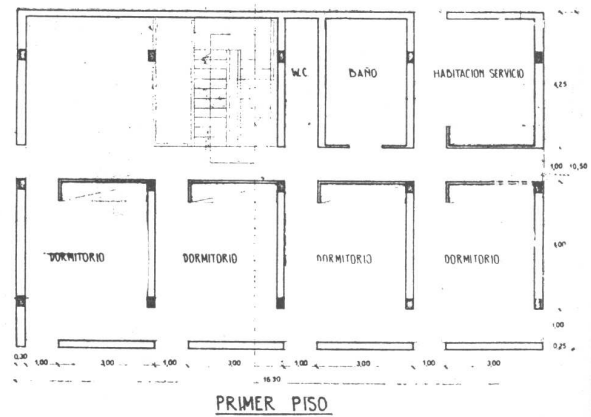 W.C BAÑO HABITACION SERVICIO
4,25
1,00 10,50
DORMITORIO DORMITORIO DORMITORIO DORMITORIO
4,00
1,00
0,25
0,30 1,00 3,00 1,00 3,00 1,00 3,00 1,00 3,00
16.30
PRIMER PISO